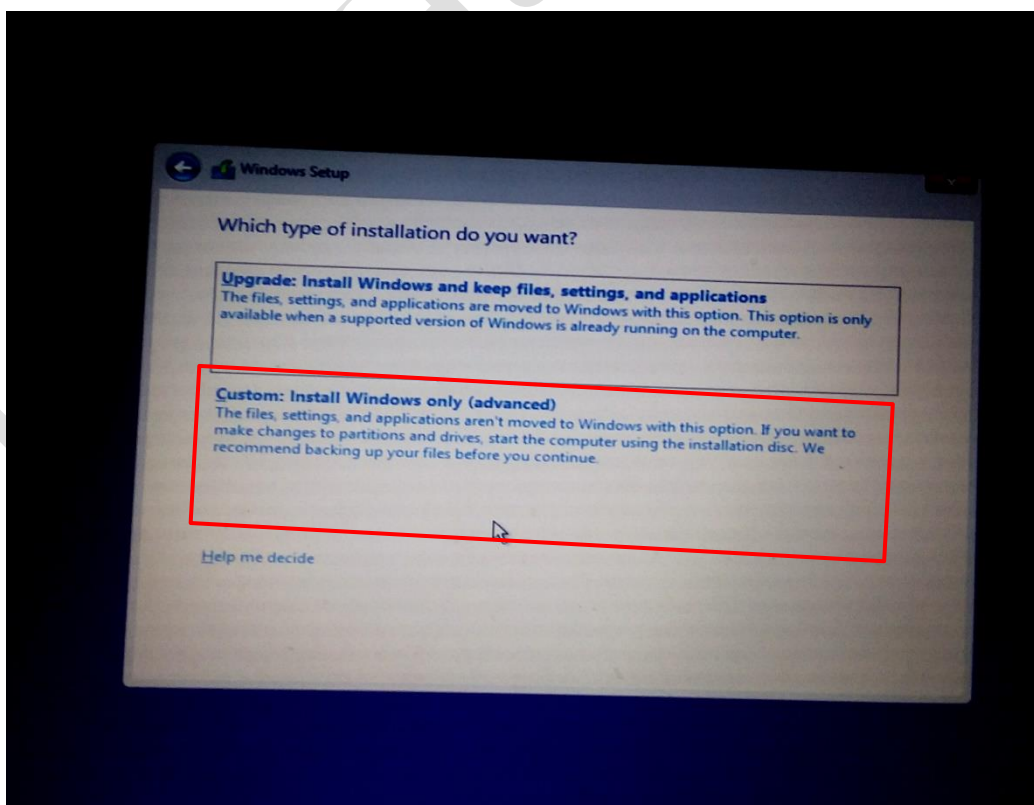 Windows Setup
Which type of installation do you want?
Upgrade: Install Windows and keep files, settings, and applications
The files, settings, and applications are moved to Windows with this option. This option is only
available when a supported version of Windows is already running on the computer.
Custom: Install Windows only (advanced)
The files, settings, and applications aren't moved to Windows with this option. If you want to
make changes to partitions and drives, start the computer using the installation disc. We
recommend backing up your files before you continue.
Help me decide